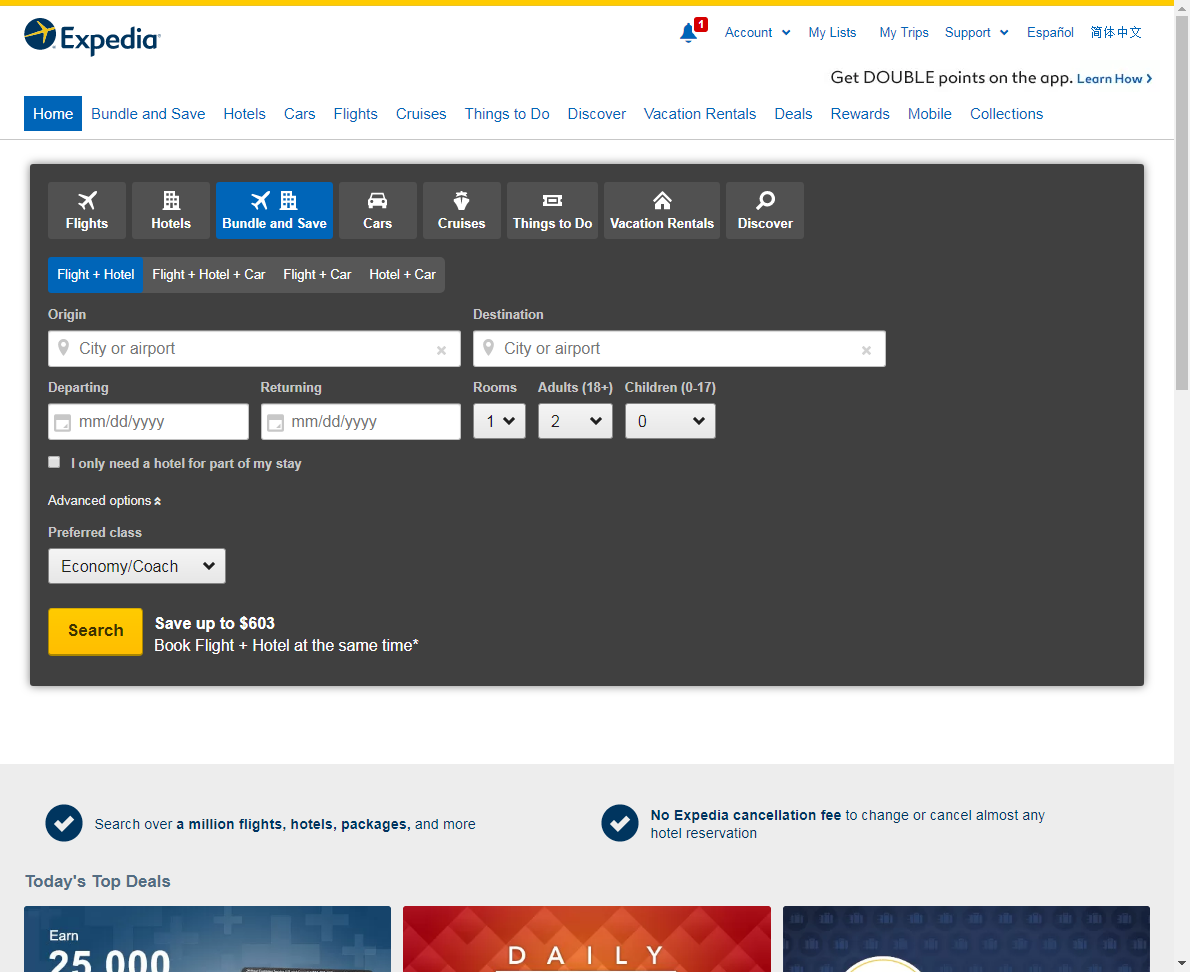 Expedia
1
Account My Lists My Trips Support Español 简体中文
Get DOUBLE points on the app. Learn How
Home Bundle and Save Hotels Cars Flights Cruises Things to Do Discover Vacation Rentals Deals Rewards Mobile Collections
Flights Hotels Bundle and Save Cars Cruises Things to Do Vacation Rentals Discover
Flight + Hotel Flight + Hotel + Car Flight + Car Hotel + Car
Origin Destination
City or airport × City or airport ×
Departing Returning Rooms Adults (18+) Children (0-17)
mm/dd/yyyy mm/dd/yyyy 1 2 0
I only need a hotel for part of my stay
Advanced options
Preferred class
Economy/Coach
Search
Save up to $603
Book Flight + Hotel at the same time*
Search over a million flights, hotels, packages, and more
No Expedia cancellation fee to change or cancel almost any
hotel reservation
Today's Top Deals
Earn
25,000
DAILY